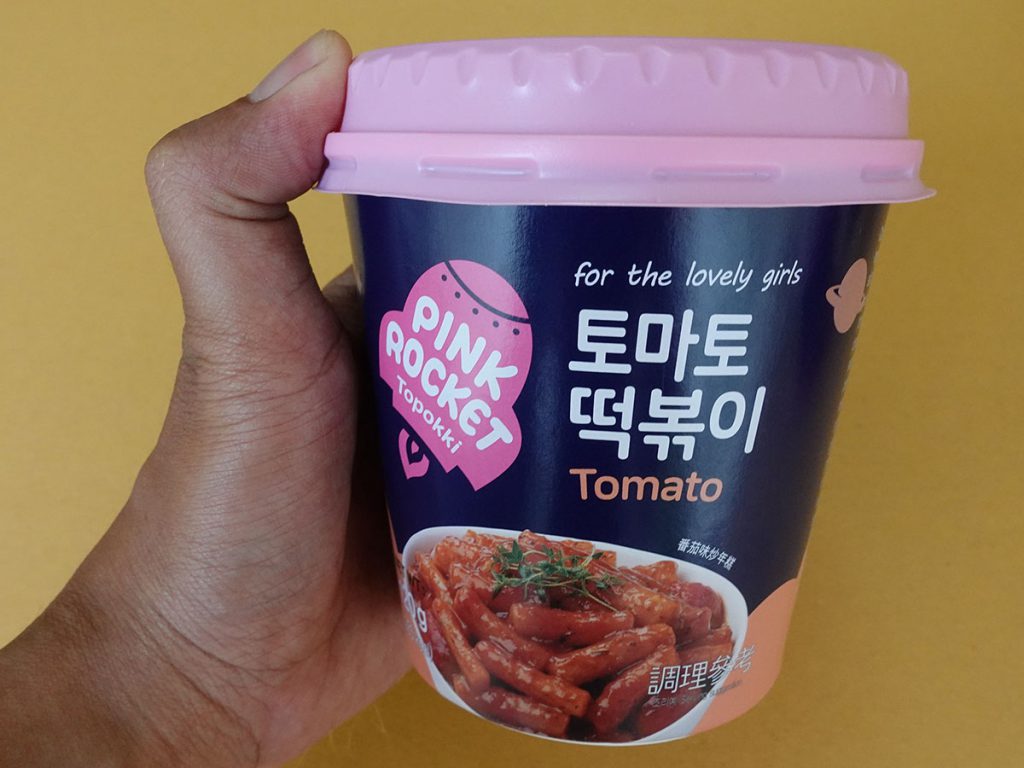 PINK
ROCKET
Topokki
for the lovely girls
토마토
떡볶이
Tomato
番茄味炒年糕
調理參考